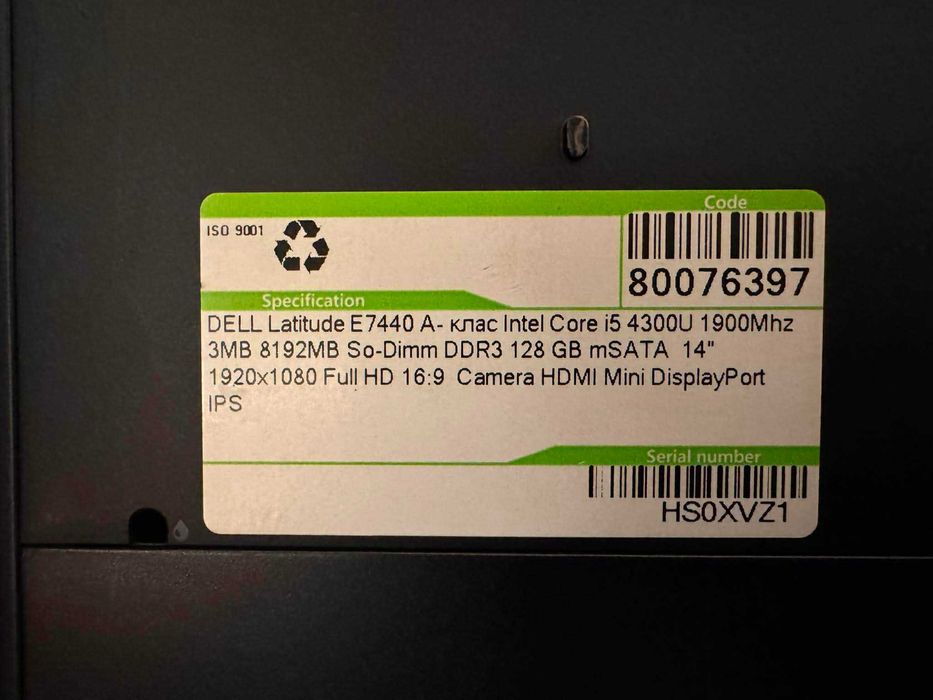 Code
ISO 9001
80076397
Specification
DELL Latitude E7440 A- клас Intel Core i5 4300U 1900Mhz
3MB 8192MB So-Dimm DDR3 128 GB mSATA 14"
1920x1080 Full HD 16:9 Camera HDMI Mini DisplayPort
IPS
Serial number
HS0XVZ1